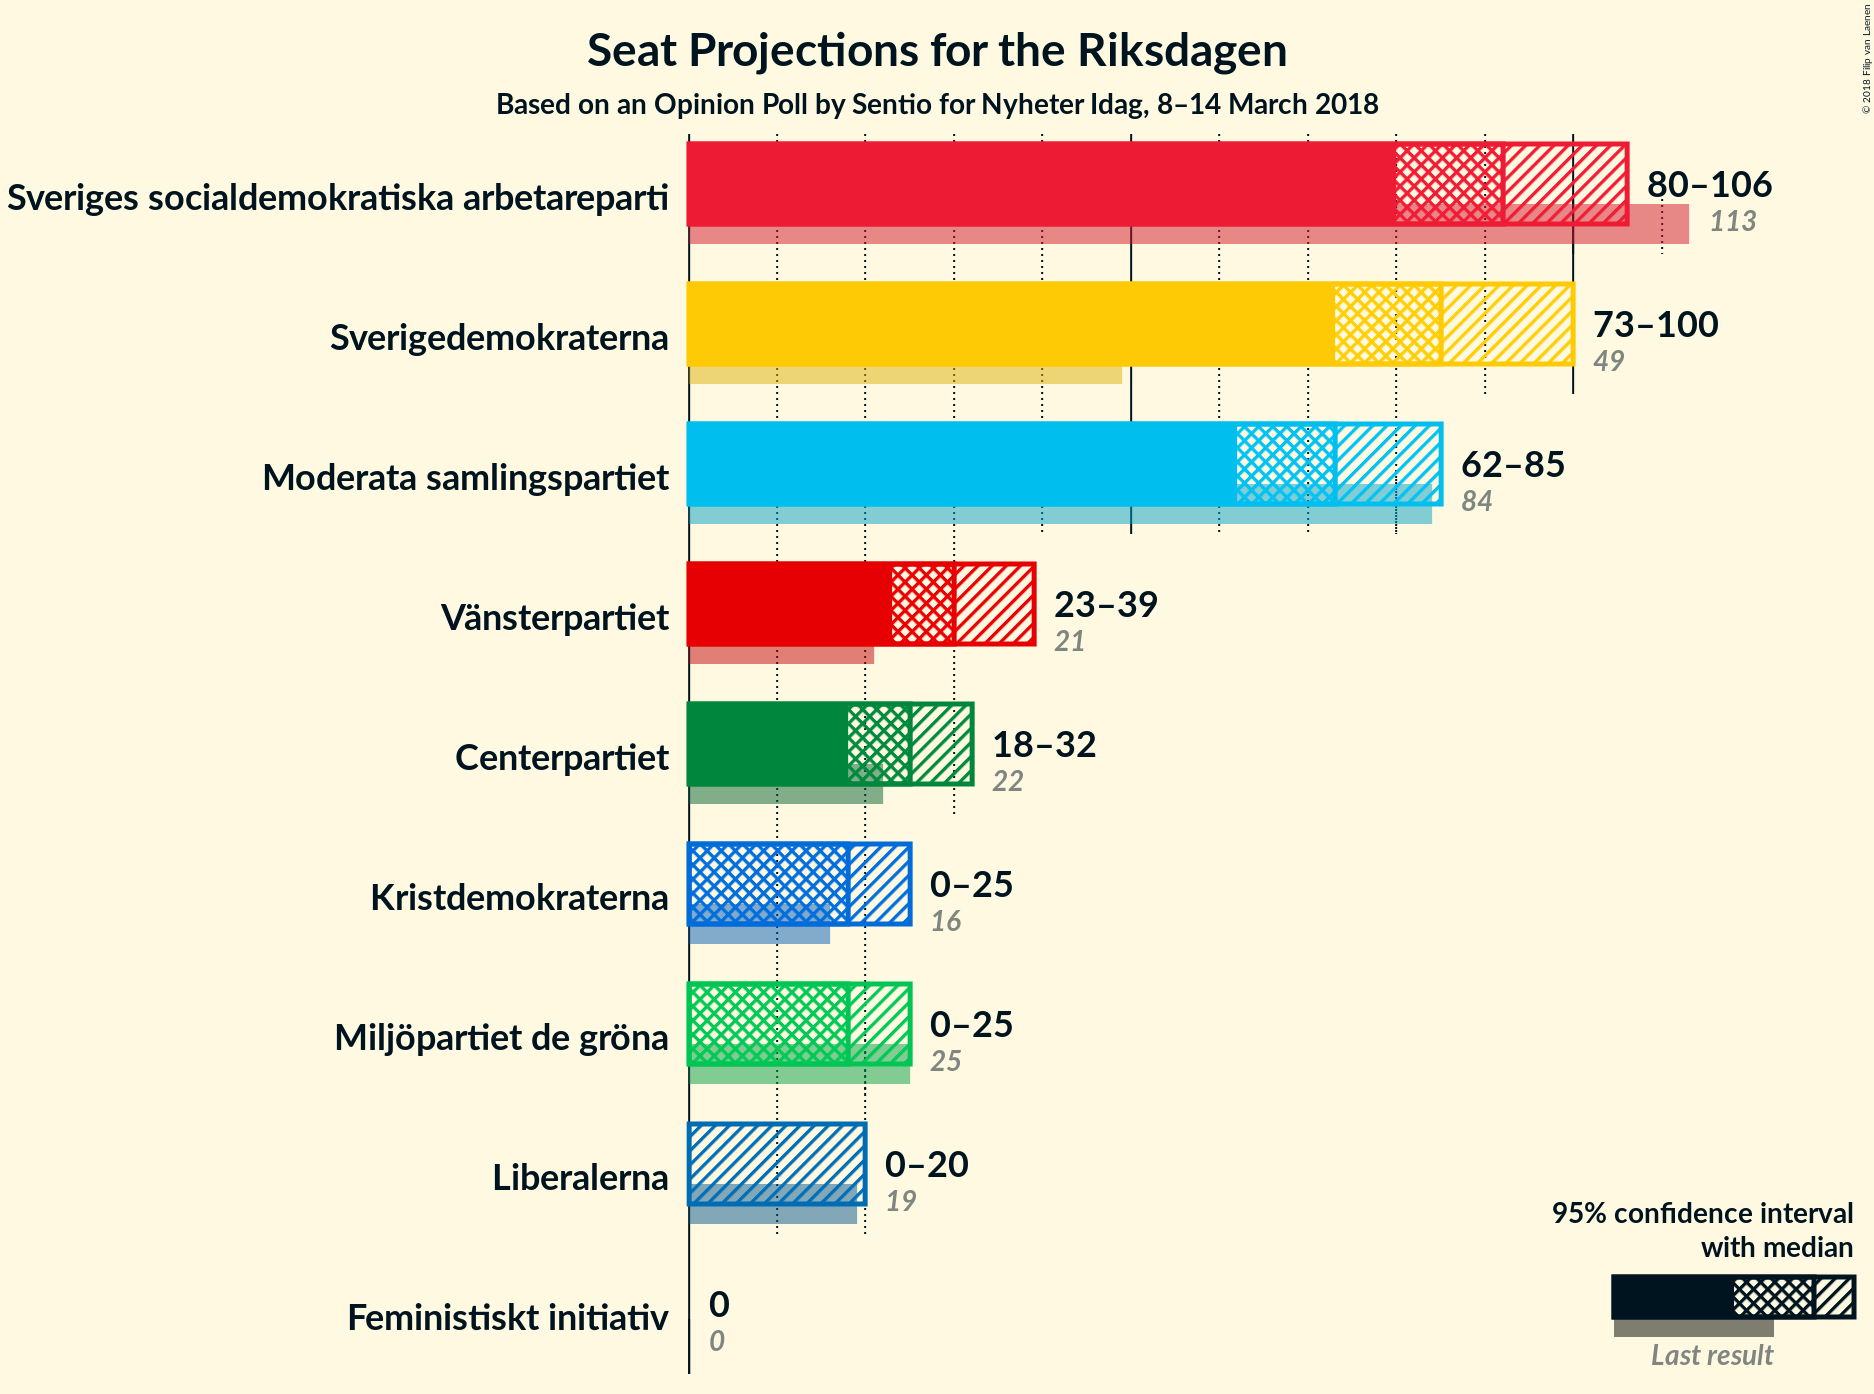 Seat Projections for the Riksdagen
Based on an Opinion Poll by Sentio for Nyheter Idag, 8–14 March 2018
© 2018 Filip van Laenen
Sveriges socialdemokratiska arbetareparti
80–106
113
Sverigedemokraterna
73–100
49
Moderata samlingspartiet
62–85
84
Vänsterpartiet
23–39
21
Centerpartiet
18–32
22
Kristdemokraterna
0–25
16
Miljöpartiet de gröna
0–25
25
Liberalerna
0–20
19
Feministiskt initiativ
0
0
95% confidence interval
with median
Last result